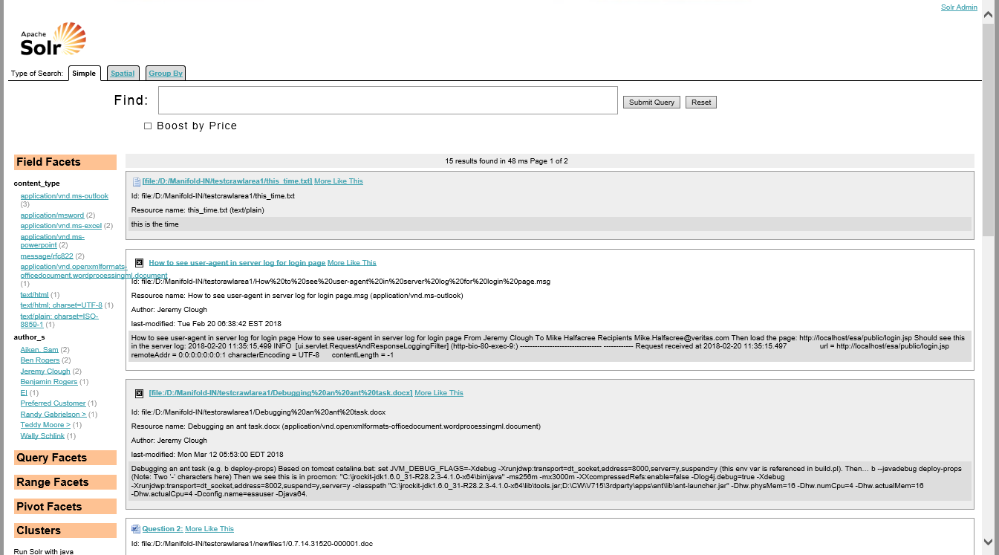 Solr Admin
Apache
Solr
Type of Search: Simple Spatial Group By
Find: Submit Query Reset
Boost by Price
Field Facets
content_type
application/vnd.ms-outlook
(3)
application/msword (2)
application/vnd.ms-excel (2)
application/vnd.ms-
powerpoint (2)
message/rfc822 (2)
application/vnd.openxmlformats-
officedocument.wordprocessingml.document
(1)
text/html (1)
text/html; charset=UTF-8 (1)
text/plain; charset=ISO-
8859-1 (1)
author_s
Aiken, Sam (2)
Ben Rogers (2)
Jeremy Clough (2)
Benjamin Rogers (1)
EI (1)
Preferred Customer (1)
Randy Gabrielson > (1)
Teddy Moore > (1)
Wally Schlink (1)
Query Facets
Range Facets
Pivot Facets
Clusters
Run Solr with java
15 results found in 48 ms Page 1 of 2
[file:/D:/Manifold-IN/testcrawlarea1/this_time.txt] More Like This
Id: file:/D:/Manifold-IN/testcrawlarea1/this_time.txt
Resource name: this_time.txt (text/plain)
this is the time
How to see user-agent in server log for login page More Like This
Id: file:/D:/Manifold-IN/testcrawlarea1/How%20to%20see%20user-agent%20in%20server%20log%20for%20login%20page.msg
Resource name: How to see user-agent in server log for login page.msg (application/vnd.ms-outlook)
Author: Jeremy Clough
last-modified: Tue Feb 20 06:38:42 EST 2018
How to see user-agent in server log for login page How to see user-agent in server log for login page From Jeremy Clough To Mike Halfacree Recipients Mike.Halfacree@veritas.com Then load the page: http://localhost/esa/public/login.jsp Should see this
in the server log: 2018-02-20 11:35:15,499 INFO [ui.servlet.RequestAndResponseLoggingFilter] (http-bio-80-exec-9:) ---------------------------------------- ------------- Request received at 2018-02-20 11:35:15.497 url = http://localhost/esa/public/login.jsp
remoteAddr = 0:0:0:0:0:0:0:1 characterEncoding = UTF-8 contentLength = -1
[file:/D:/Manifold-IN/testcrawlarea1/Debugging%20an%20ant%20task.docx] More Like This
Id: file:/D:/Manifold-IN/testcrawlarea1/Debugging%20an%20ant%20task.docx
Resource name: Debugging an ant task.docx (application/vnd.openxmlformats-officedocument.wordprocessingml.document)
Author: Jeremy Clough
last-modified: Mon Mar 12 05:53:00 EDT 2018
Debugging an ant task (e.g. b deploy-props) Based on tomcat catalina.bat: set JVM_DEBUG_FLAGS=-Xdebug -Xrunjdwp:transport=dt_socket,address=8000,server=y,suspend=y (this env var is referenced in build.pl). Then… b --javadebug deploy-props
(Note: Two '-' characters here) Then we see this in procmon: "C:\jrockit-jdk1.6.0_31-R28.2.3-4.1.0-x64\bin\java" -ms256m -mx3000m -XXcompressedRefs:enable=false -Dlog4j.debug=true -Xdebug
-Xrunjdwp:transport=dt_socket,address=8002,suspend=y,server=y -classpath "C:\jrockit-jdk1.6.0_31-R28.2.3-4.1.0-x64\lib\tools.jar;D:\CW\V715\3rdparty\apps\ant\lib\ant-launcher.jar" -Dhw.physMem=16 -Dhw.numCpu=4 -Dhw.actualMem=16
-Dhw.actualCpu=4 -Dconfig.name=esauser -Djava64.
Question 2: More Like This
Id: file:/D:/Manifold-IN/testcrawlarea1/newfiles1/0.7.14.31520-000001.doc